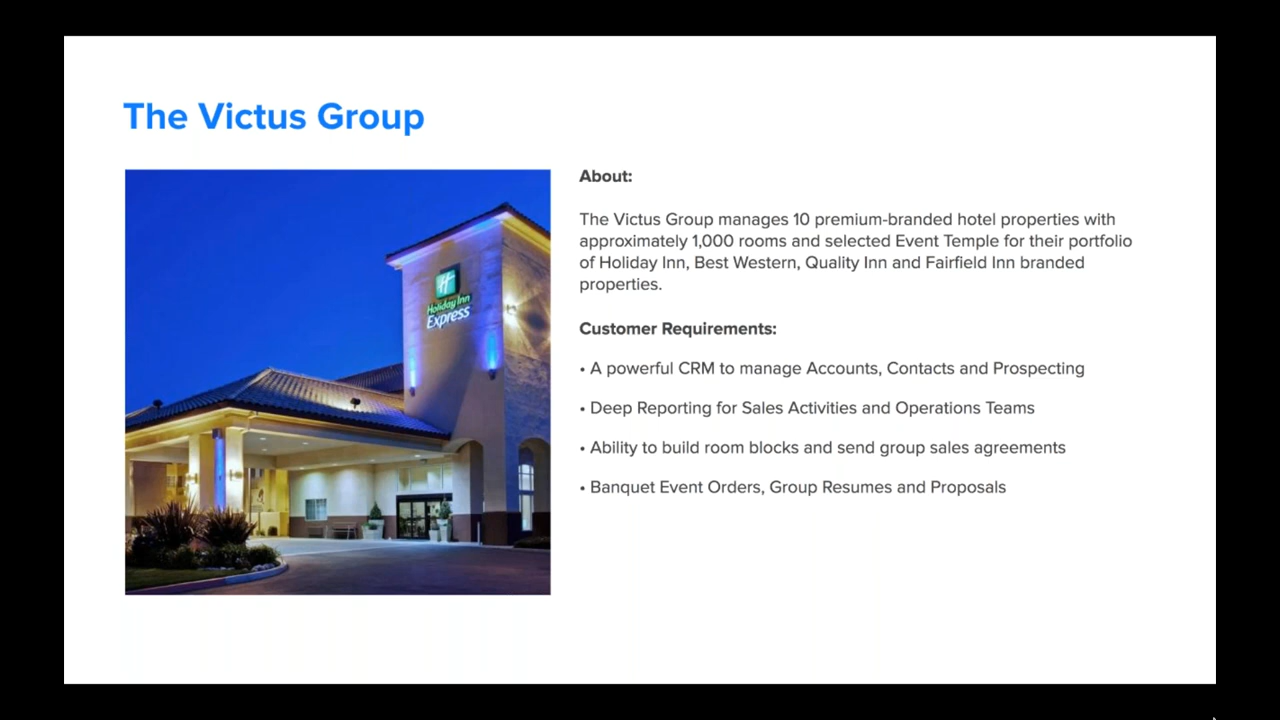 The Victus Group
Holiday Inn
Express
About:
The Victus Group manages 10 premium-branded hotel properties with
approximately 1,000 rooms and selected Event Temple for their portfolio
of Holiday Inn, Best Western, Quality Inn and Fairfield Inn branded
properties.
Customer Requirements:
• A powerful CRM to manage Accounts, Contacts and Prospecting
• Deep Reporting for Sales Activities and Operations Teams
• Ability to build room blocks and send group sales agreements
• Banquet Event Orders, Group Resumes and Proposals